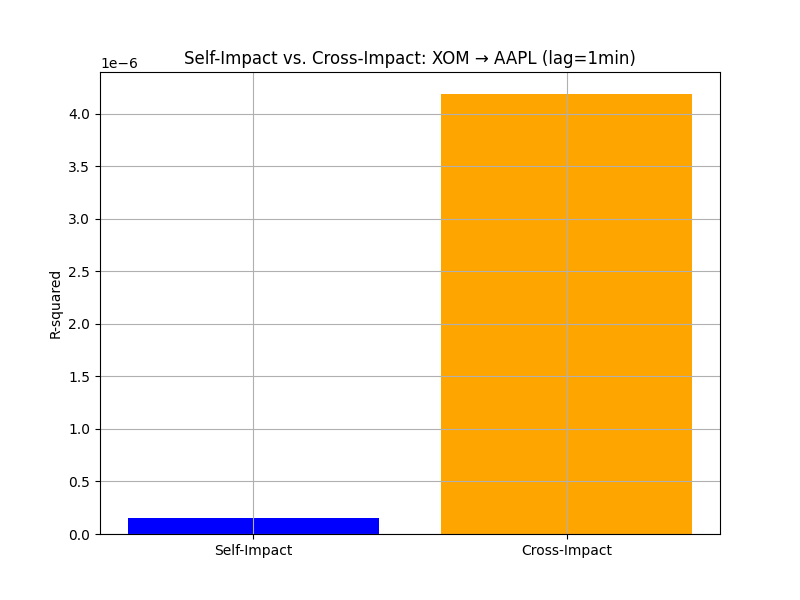 Self-Impact vs. Cross-Impact: XOM → AAPL (lag=1min)
1e−6
4.0
3.5
3.0
2.5
2.0
1.5
1.0
0.5
0.0
R-squared
Self-Impact
Cross-Impact